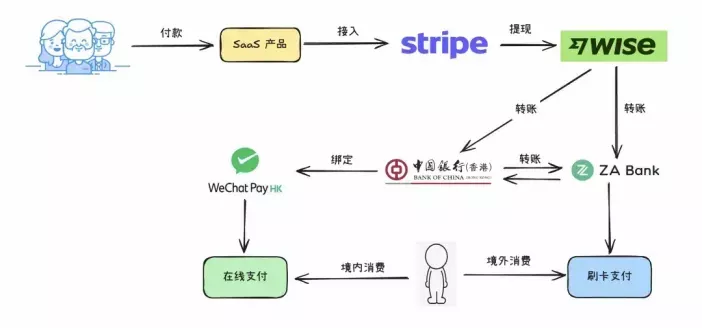 付款
SaaS 产品
接入
stripe
提现
WISE
转账
转账
WeChat Pay HK
绑定
中国银行(香港)
BANK OF CHINA (HONG KONG)
转账
ZA Bank
在线支付
境内消费
境外消费
刷卡支付